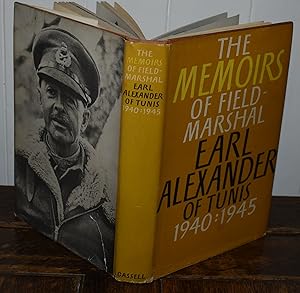 THE
MEMOIRS
OF FIELD-
MARSHAL
EARL
ALEXANDER
OF TUNIS
1940:1945
THE
MEMOIRS
OF FIELD-MARSHAL
EARL
ALEXANDER
OF TUNIS
1940:1945
CASSELL